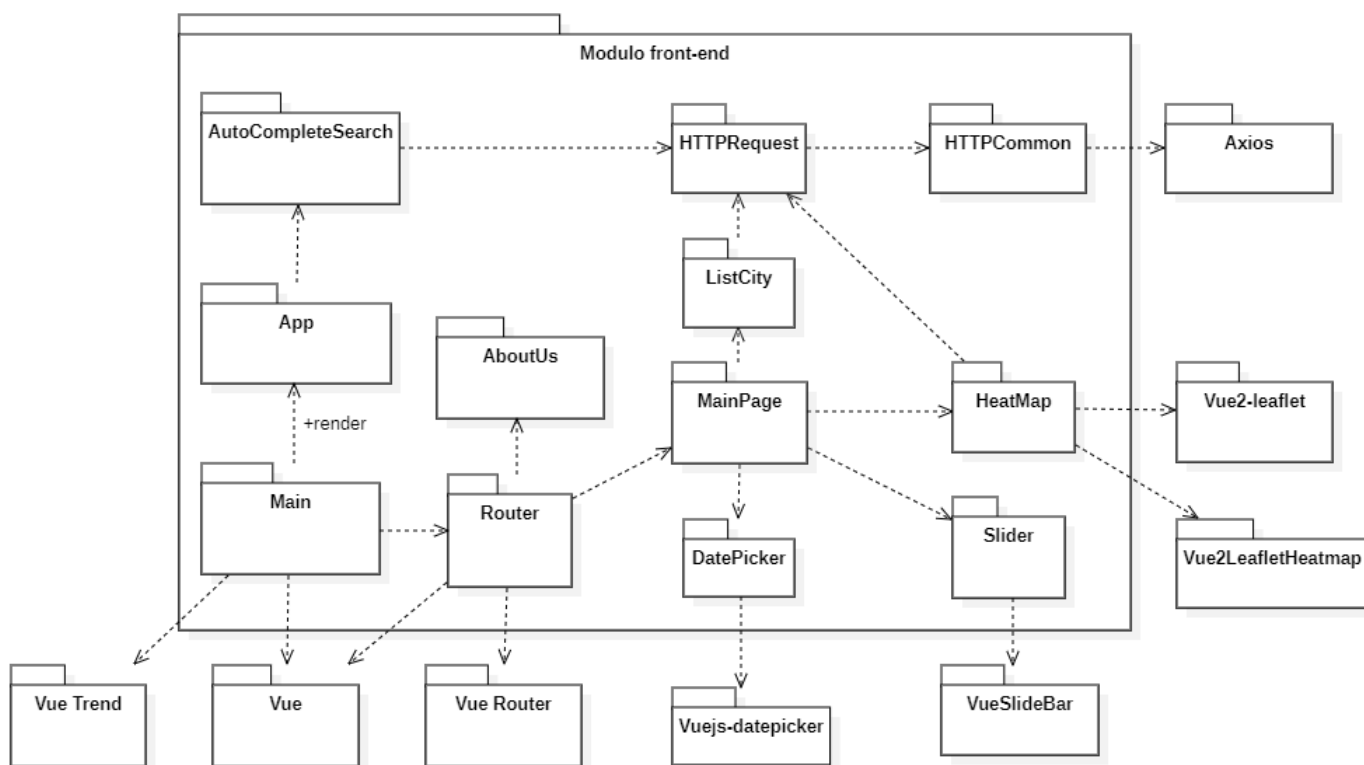 Modulo front-end
AutoCompleteSearch
HTTPRequest
HTTPCommon
Axios
ListCity
App
AboutUs
MainPage
HeatMap
Vue2-leaflet
+render
Main
Router
DatePicker
Slider
Vue2LeafletHeatmap
Vue Trend
Vue
Vue Router
Vuejs-datepicker
VueSlideBar